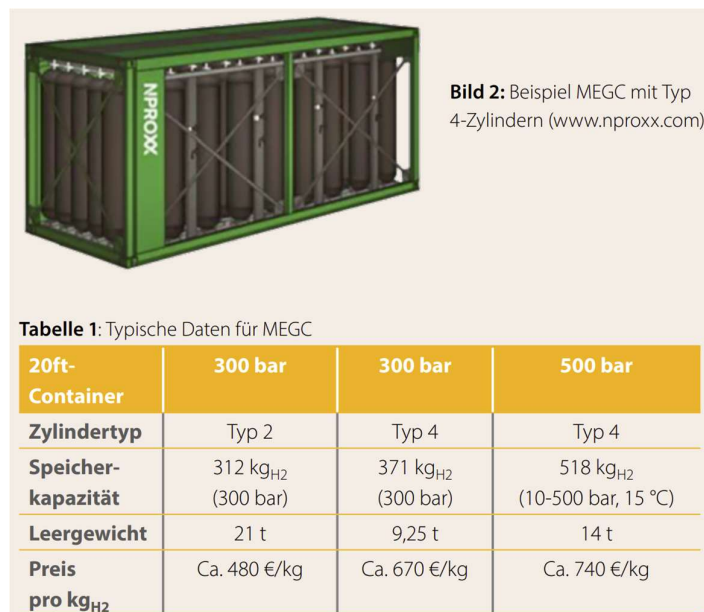 NPROXX
Bild 2: Beispiel MEGC mit Typ
4-Zylindern (www.nproxx.com)
Tabelle 1: Typische Daten für MEGC
20ft-Container 300 bar 300 bar 500 bar
Zylindertyp Typ 2 Typ 4 Typ 4
Speicher-kapazität 312 kgH2 (300 bar) 371 kgH2 (300 bar) 518 kgH2 (10-500 bar, 15 °C)
Leergewicht 21 t 9,25 t 14 t
Preis pro kgH2 Ca. 480 €/kg Ca. 670 €/kg Ca. 740 €/kg